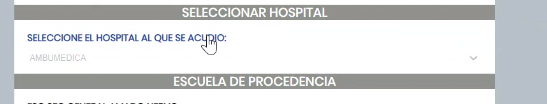 SELECCIONAR HOSPITAL
SELECCIONE EL HOSPITAL AL QUE SE ACUDIO:
AMBUMEDICA
ESCUELA DE PROCEDENCIA